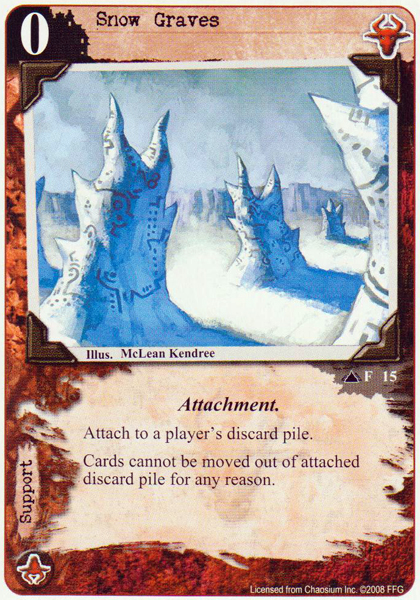 0
Snow Graves
Illus. McLean Kendree
F 15
Attachment.
Attach to a player's discard pile.
Cards cannot be moved out of attached
discard pile for any reason.
Support
Licensed from Chaosium Inc. ©2008 FFG